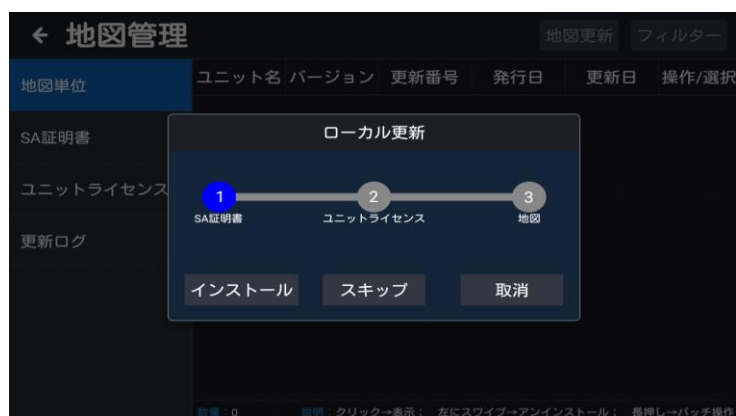 ← 地図管理
地図更新 フィルター
地図単位
ユニット名 バージョン 更新番号 発行日 更新日 操作/選択
SA証明書
ユニットライセンス
更新ログ
ローカル更新
1 2 3
SA証明書 ユニットライセンス 地図
インストール スキップ 取消
数量：0 説明：クリック→表示； 左にスワイプ→アンインストール； 長押し→バッチ操作